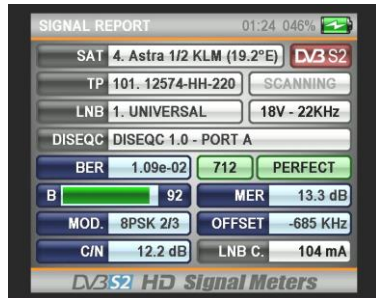 SIGNAL REPORT 01:24 046%
SAT 4. Astra 1/2 KLM (19.2°E) DVB S2
TP 101. 12574-HH-220 SCANNING
LNB 1. UNIVERSAL 18V - 22KHz
DISEQC DISEQC 1.0 - PORT A
BER 1.09e-02 712 PERFECT
B 92 MER 13.3 dB
MOD. 8PSK 2/3 OFFSET -685 KHz
C/N 12.2 dB LNB C. 104 mA
DVB S2 HD Signal Meters